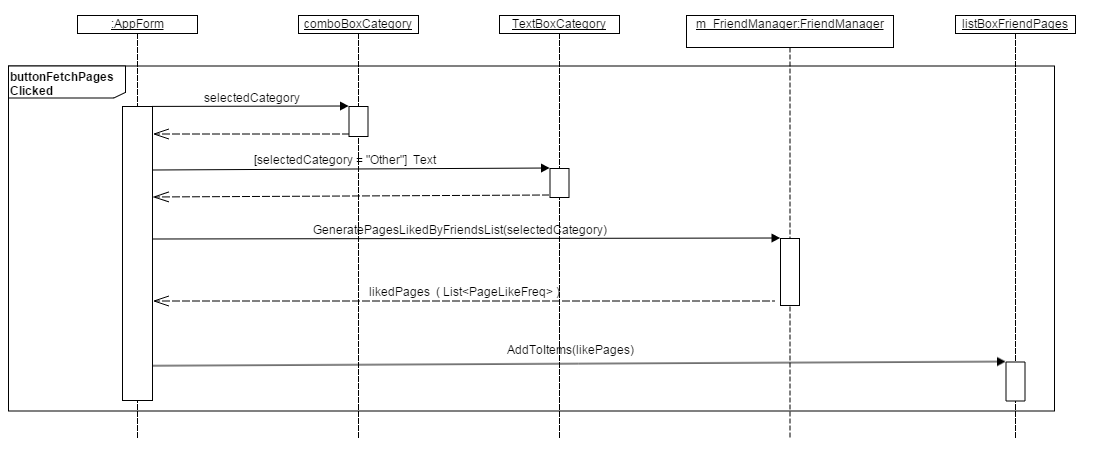 :AppForm
comboBoxCategory
TextBoxCategory
m_FriendManager:FriendManager
listBoxFriendPages
buttonFetchPages
Clicked
selectedCategory
[selectedCategory = "Other"] Text
GeneratePagesLikedByFriendsList(selectedCategory)
likedPages ( List<PageLikeFreq> )
AddToItems(likePages)